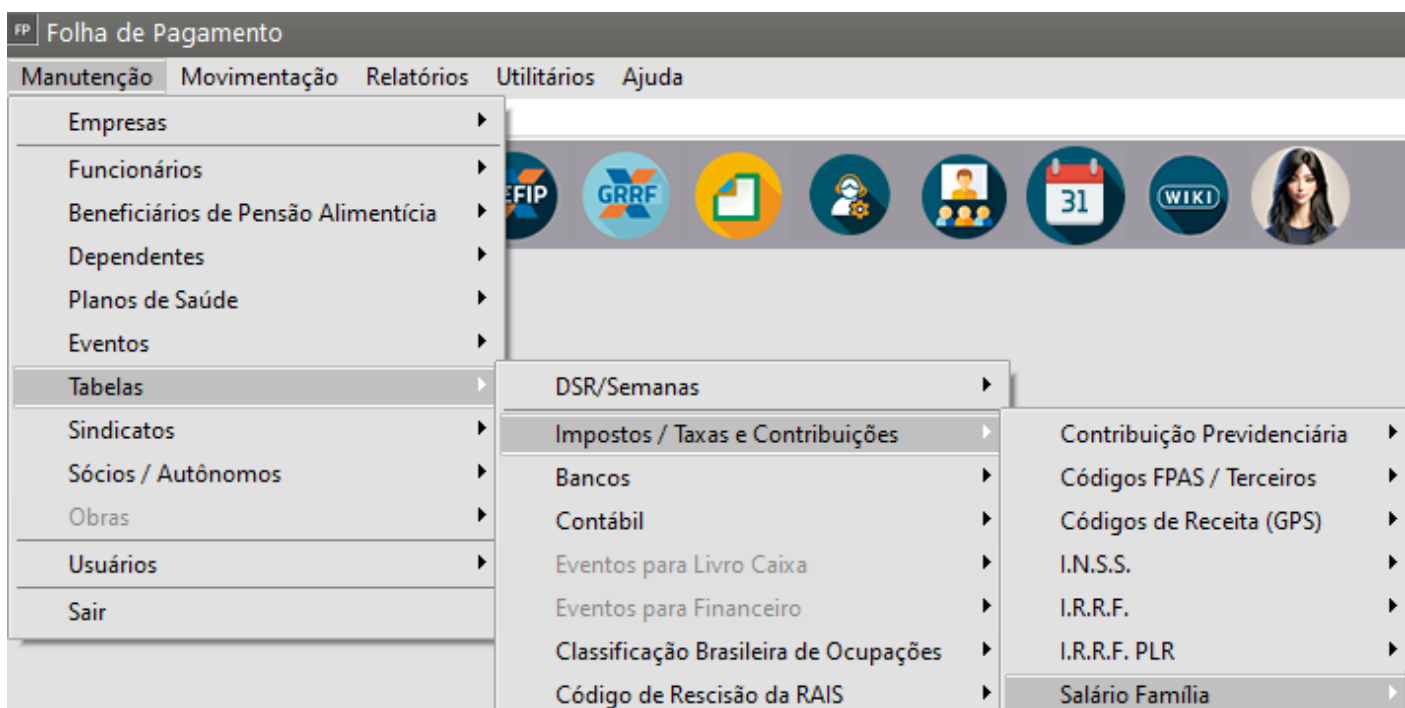 FP Folha de Pagamento
Manutenção Movimentação Relatórios Utilitários Ajuda
Empresas
Funcionários
Beneficiários de Pensão Alimentícia
Dependentes
Planos de Saúde
Eventos
Tabelas
Sindicatos
Sócios / Autônomos
Obras
Usuários
Sair
EFIP
GRRF
31
WIKI
DSR/Semanas
Impostos / Taxas e Contribuições
Bancos
Contábil
Eventos para Livro Caixa
Eventos para Financeiro
Classificação Brasileira de Ocupações
Código de Rescisão da RAIS
Contribuição Previdenciária
Códigos FPAS / Terceiros
Códigos de Receita (GPS)
I.N.S.S.
I.R.R.F.
I.R.R.F. PLR
Salário Família